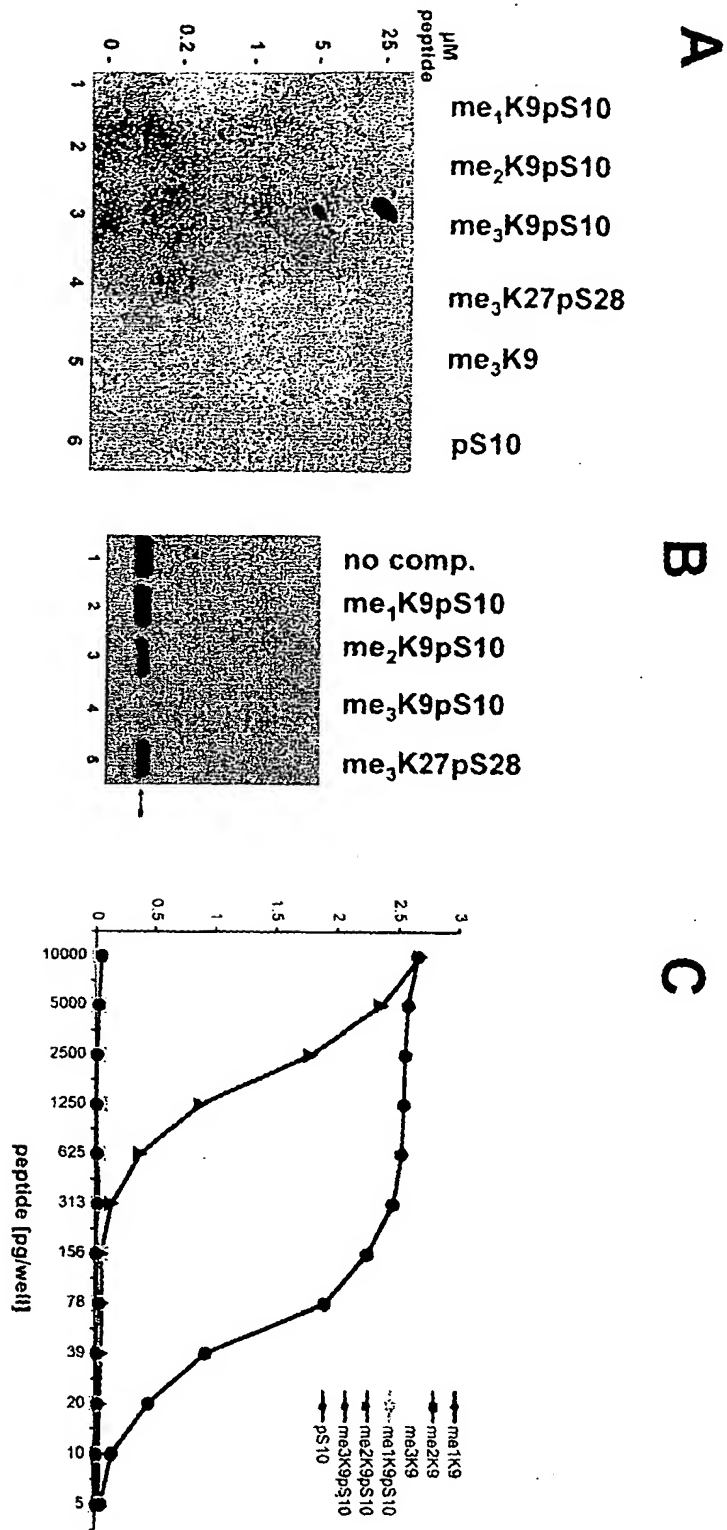 A
me₁K9pS10
me₂K9pS10
me₃K9pS10
me₃K27pS28
me₃K9
pS10
μM peptide
25 -
5 -
1 -
0.2 -
0 -
1 2 3 4 5 6
B
no comp.
me₁K9pS10
me₂K9pS10
me₃K9pS10
me₃K27pS28
1 2 3 4 5
C
3
2.5
2
1.5
1
0.5
0
me1K9
me2K9
me3K9
me1K9pS10
me2K9pS10
me3K9pS10
pS10
10000 5000 2500 1250 625 313 156 78 39 20 10 5
peptide [pg/well]